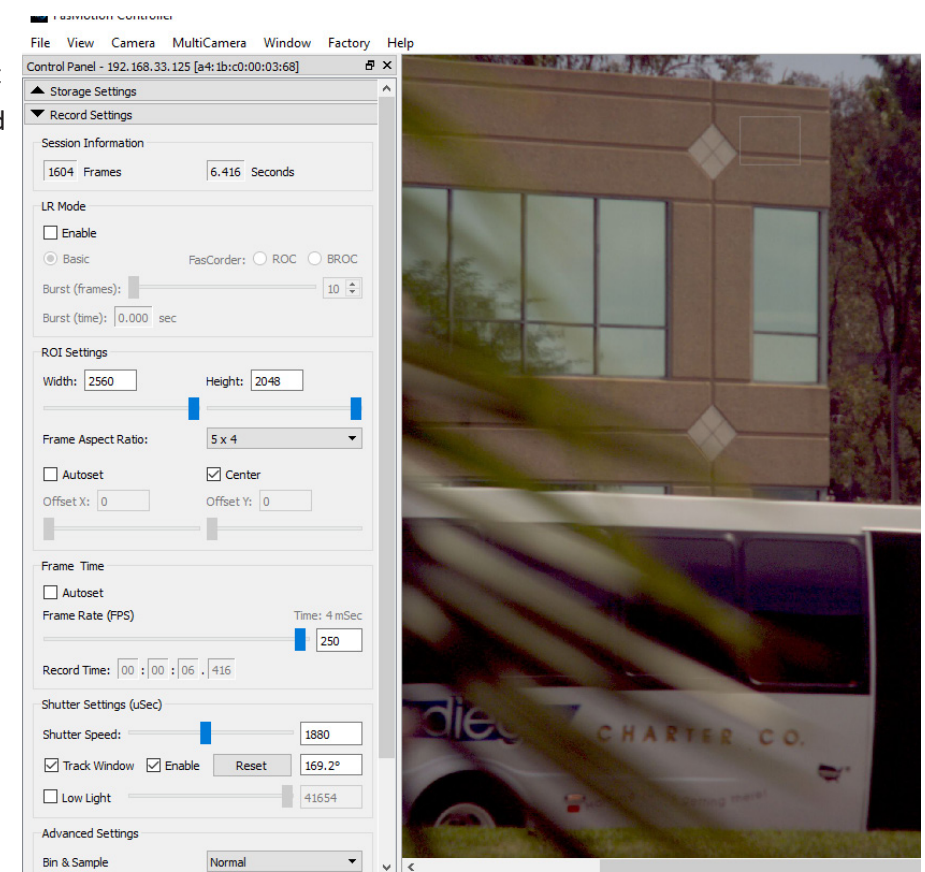 FasMotion Controller
File View Camera MultiCamera Window Factory Help
Control Panel - 192.168.33.125 [a4:1b:c0:00:03:68]
Storage Settings
Record Settings
Session Information
1604 Frames 6.416 Seconds
LR Mode
Enable
Basic FasCorder: ROC BROC
Burst (frames): 10
Burst (time): 0.000 sec
ROI Settings
Width: 2560 Height: 2048
Frame Aspect Ratio: 5 x 4
Autoset Center
Offset X: 0 Offset Y: 0
Frame Time
Autoset
Frame Rate (FPS) Time: 4 mSec
250
Record Time: 00 : 00 : 06 . 416
Shutter Settings (uSec)
Shutter Speed: 1880
Track Window Enable Reset 169.2°
Low Light 41654
Advanced Settings
Bin & Sample Normal
die
CHARTER CO.